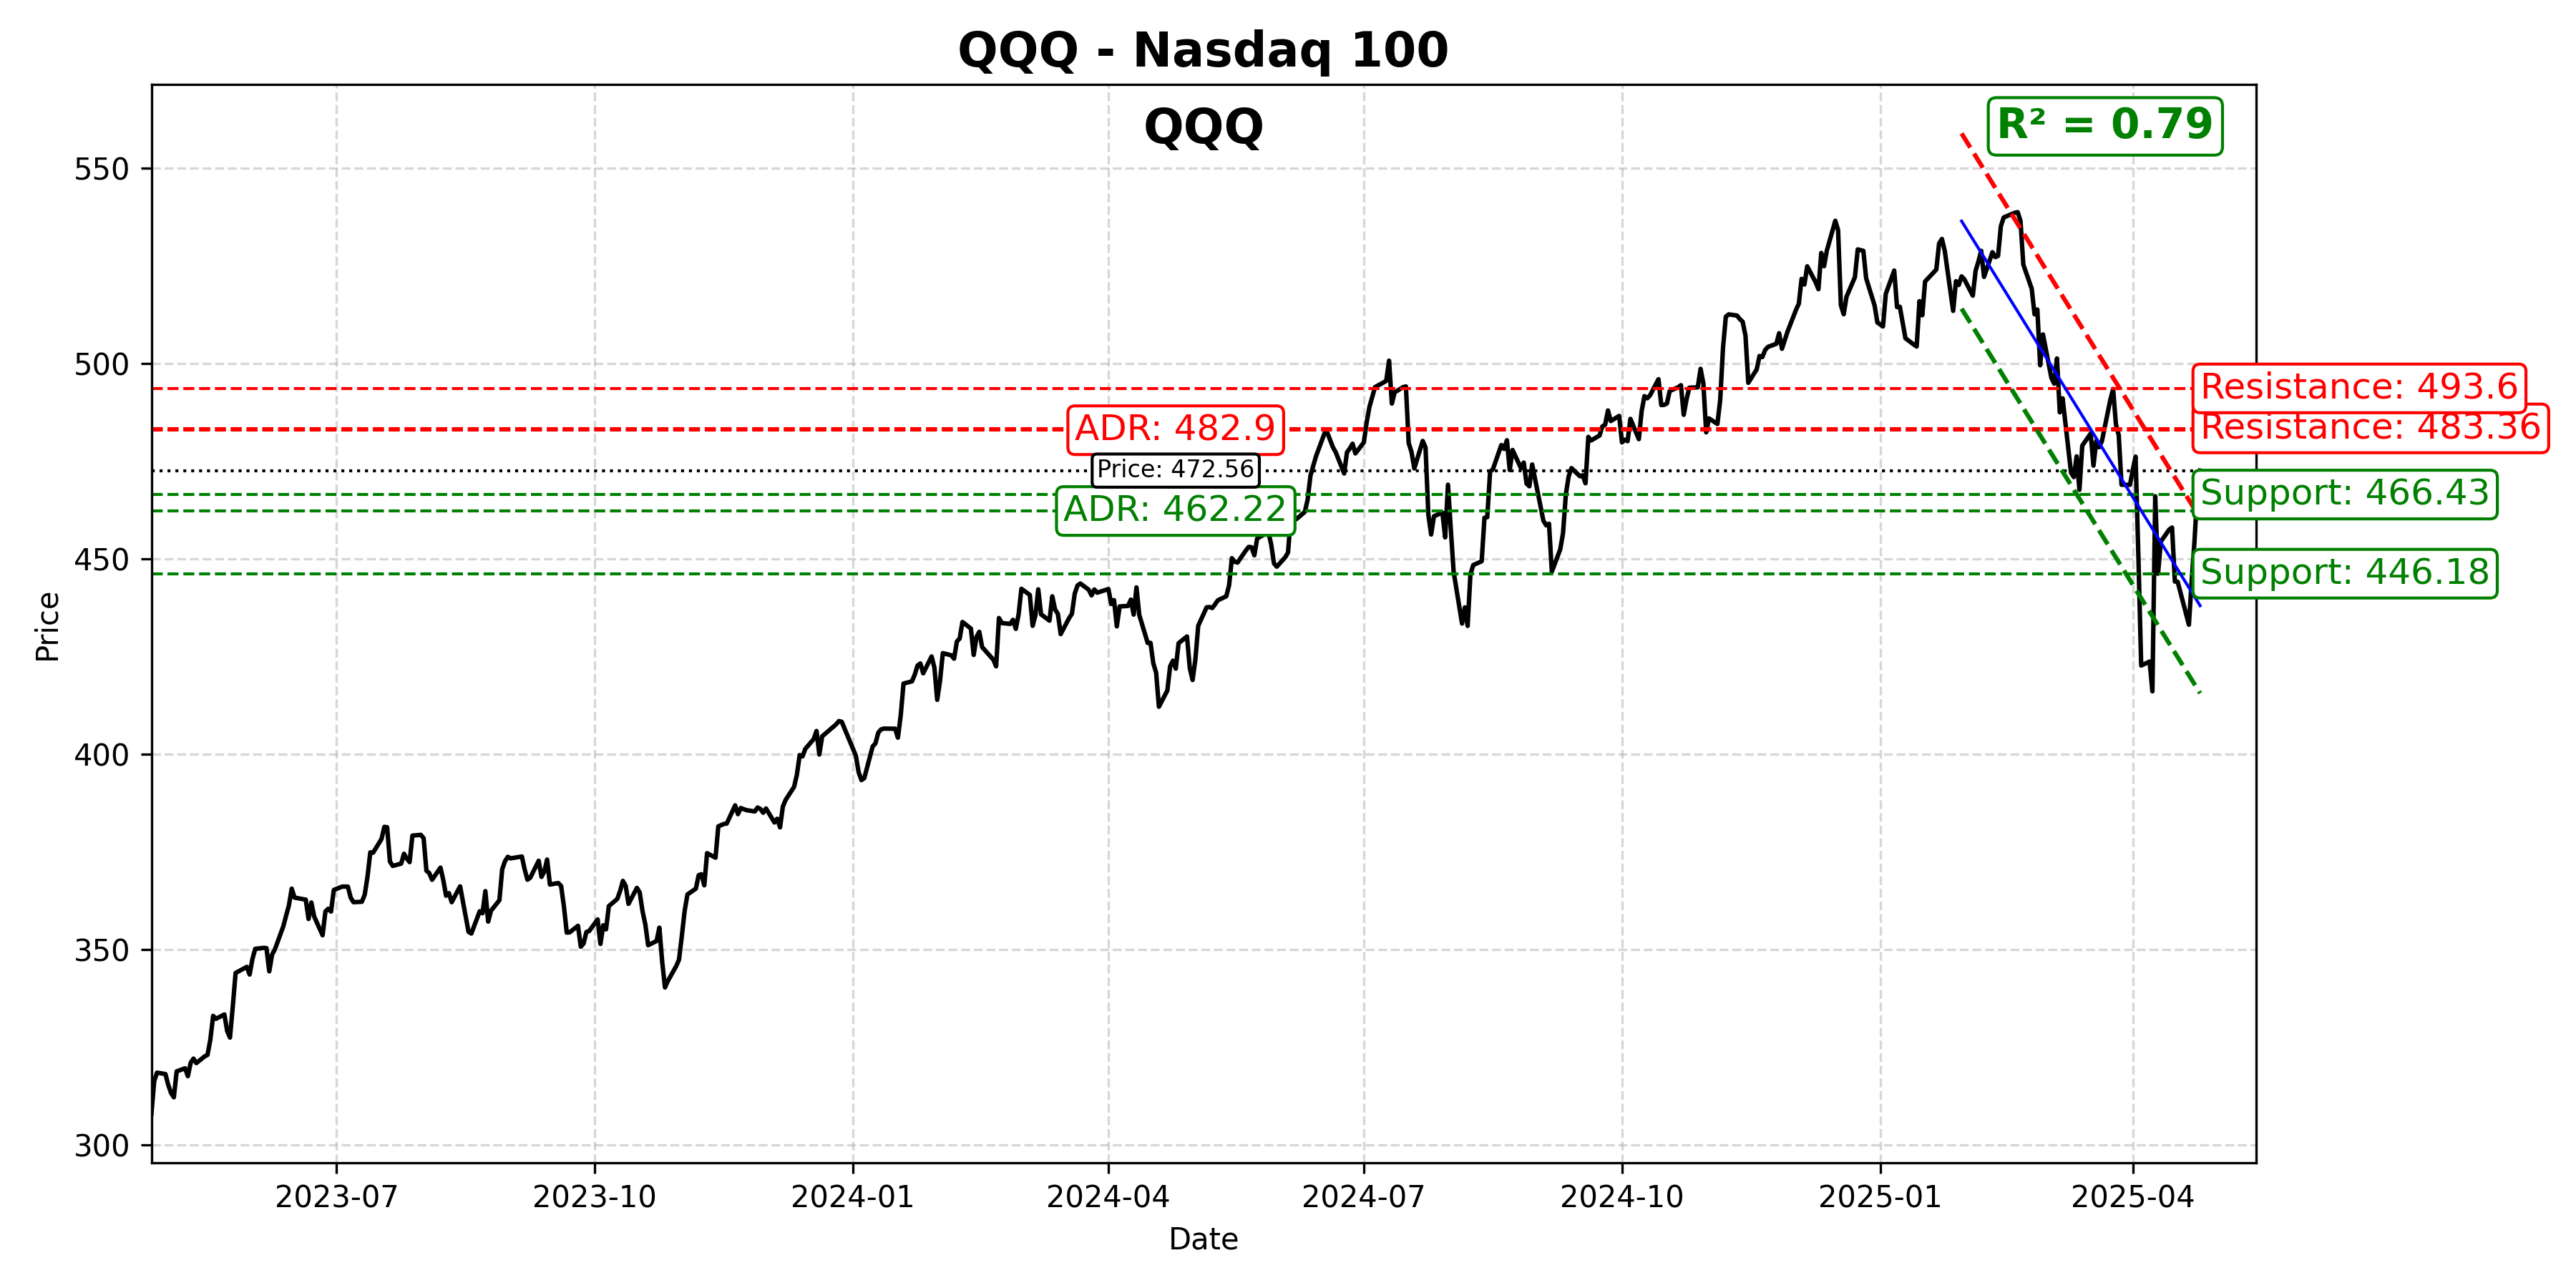 QQQ - Nasdaq 100
QQQ
R² = 0.79
550
500
450
400
350
300
Price
Resistance: 493.6
Resistance: 483.36
ADR: 482.9
Price: 472.56
Support: 466.43
ADR: 462.22
Support: 446.18
2023-07
2023-10
2024-01
2024-04
2024-07
2024-10
2025-01
2025-04
Date